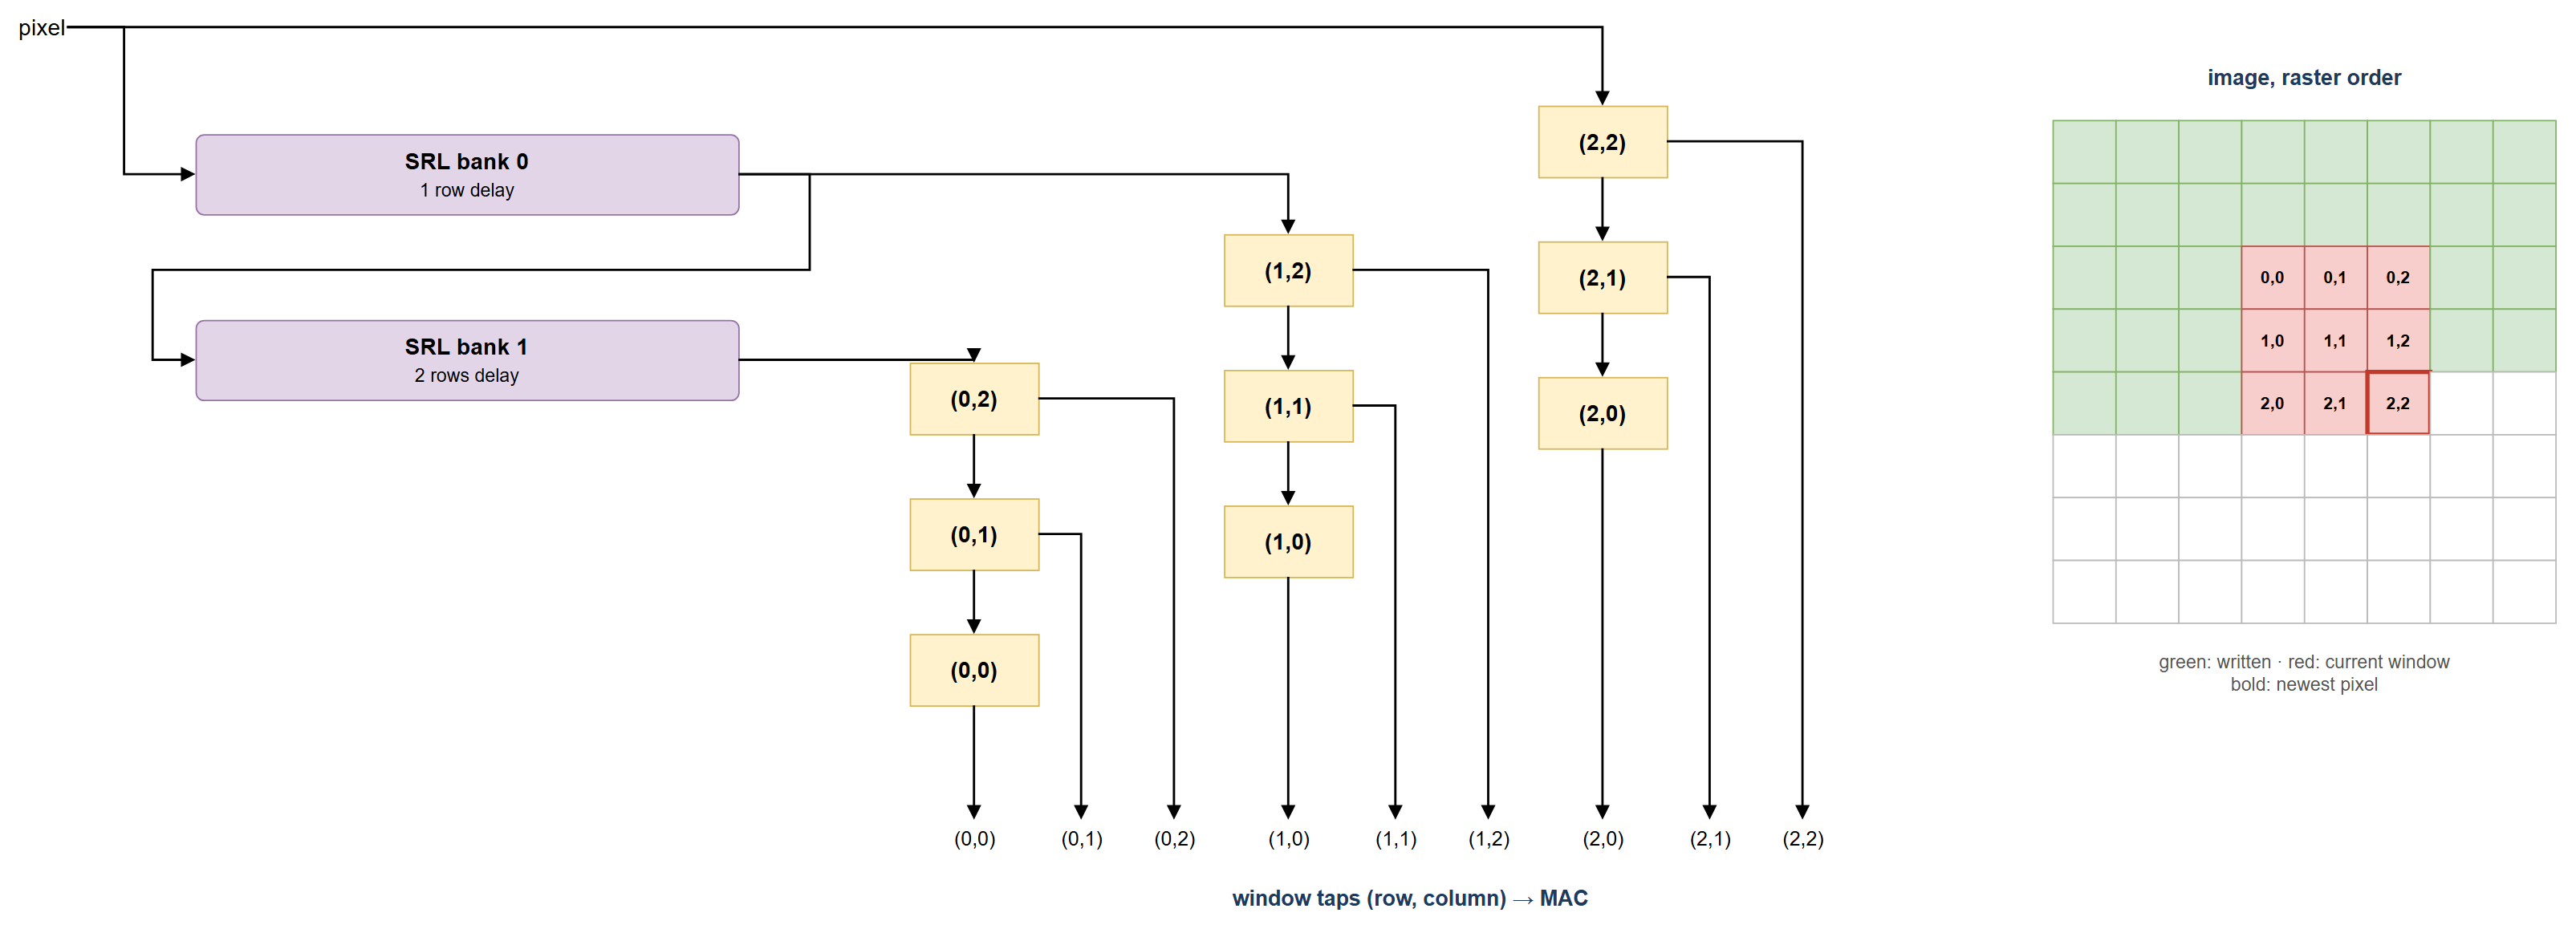 pixel
SRL bank 0
1 row delay
SRL bank 1
2 rows delay
(0,2)
(0,1)
(0,0)
(1,2)
(1,1)
(1,0)
(2,2)
(2,1)
(2,0)
(0,0) (0,1) (0,2) (1,0) (1,1) (1,2) (2,0) (2,1) (2,2)
window taps (row, column) → MAC
image, raster order
0,0 0,1 0,2
1,0 1,1 1,2
2,0 2,1 2,2
green: written · red: current window
bold: newest pixel